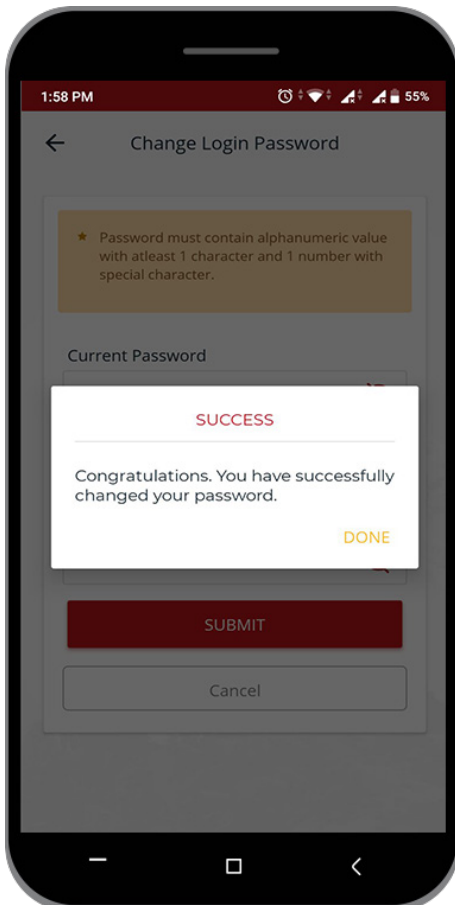 1:58 PM 55%
Change Login Password
Password must contain alphanumeric value
with atleast 1 character and 1 number with
special character.
Current Password
SUCCESS
Congratulations. You have successfully
changed your password.
DONE
SUBMIT
Cancel